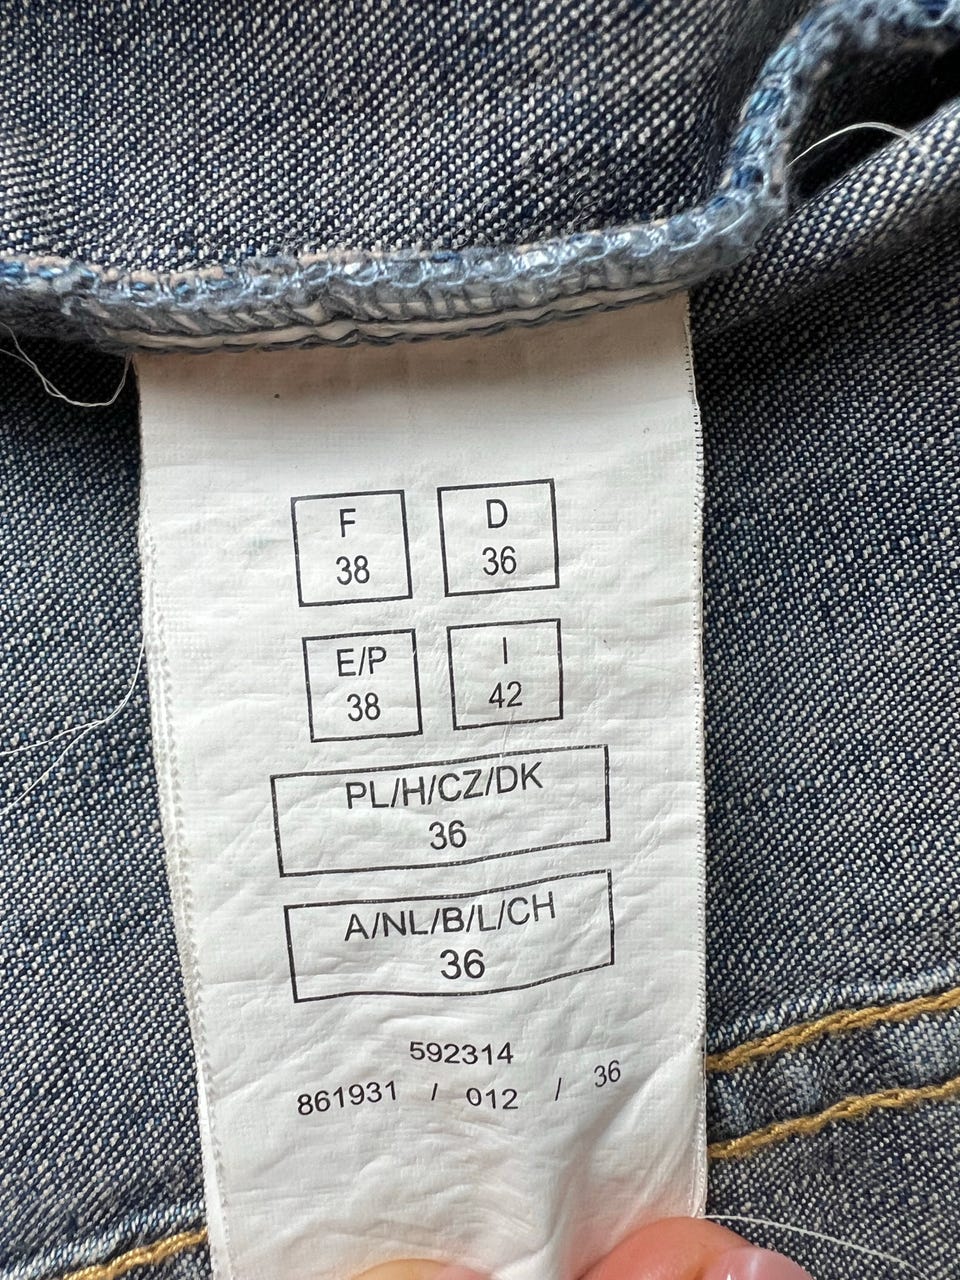 F D
38 36
E/P I
38 42
PL/H/CZ/DK
36
A/NL/B/L/CH
36
592314
861931 / 012 / 36